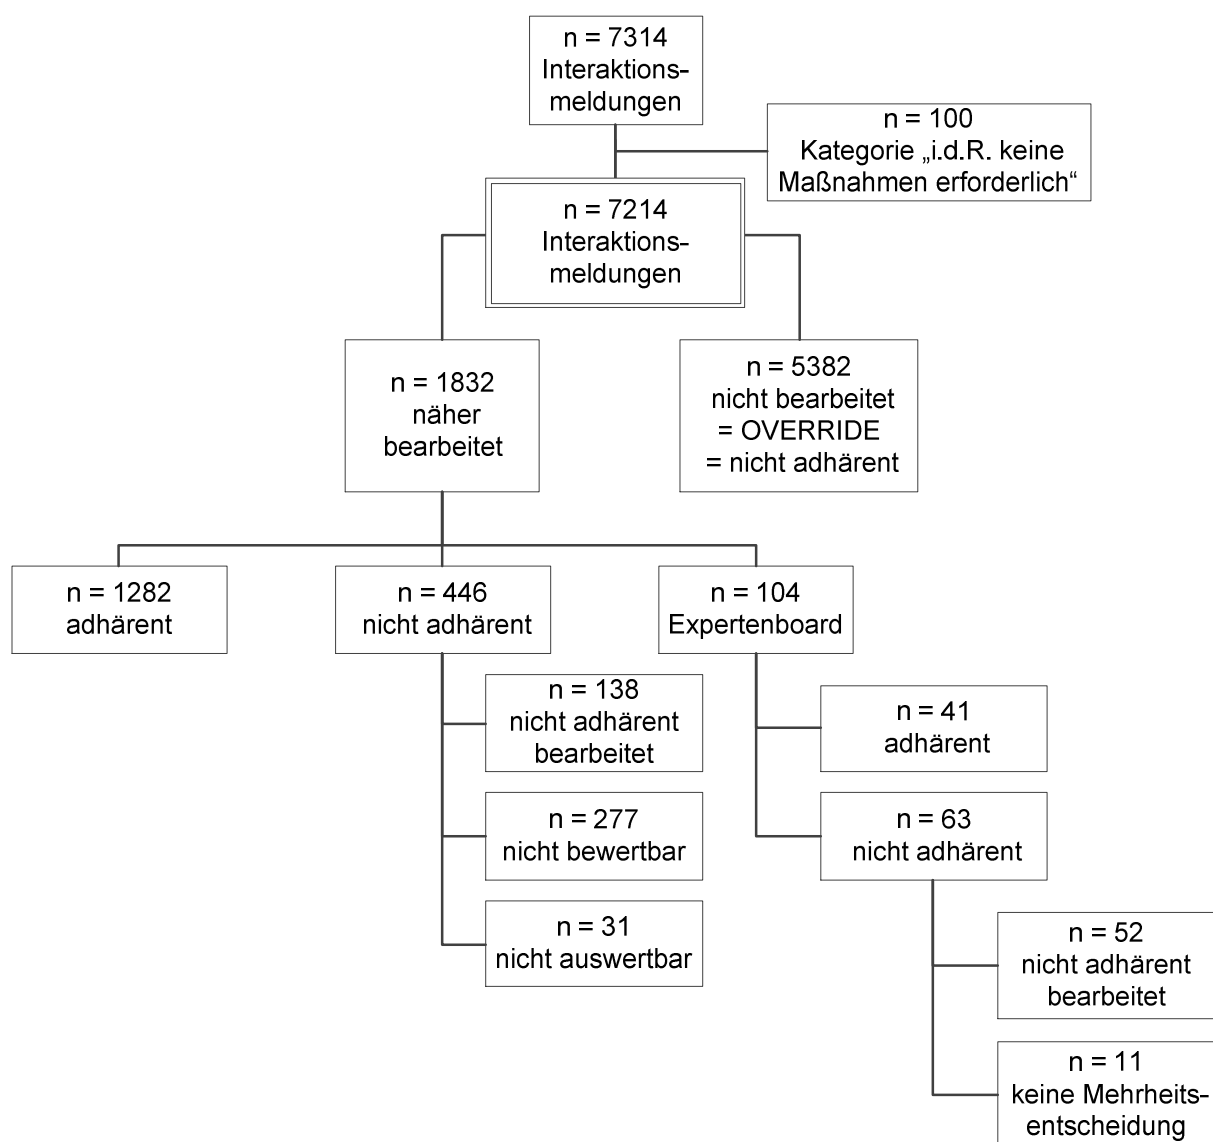 n = 7314
Interaktions-
meldungen
n = 100
Kategorie „i.d.R. keine
Maßnahmen erforderlich“
n = 7214
Interaktions-
meldungen
n = 1832
näher
bearbeitet
n = 5382
nicht bearbeitet
= OVERRIDE
= nicht adhärent
n = 1282
adhärent
n = 446
nicht adhärent
n = 104
Expertenboard
n = 138
nicht adhärent
bearbeitet
n = 277
nicht bewertbar
n = 31
nicht auswertbar
n = 41
adhärent
n = 63
nicht adhärent
n = 52
nicht adhärent
bearbeitet
n = 11
keine Mehrheits-
entscheidung